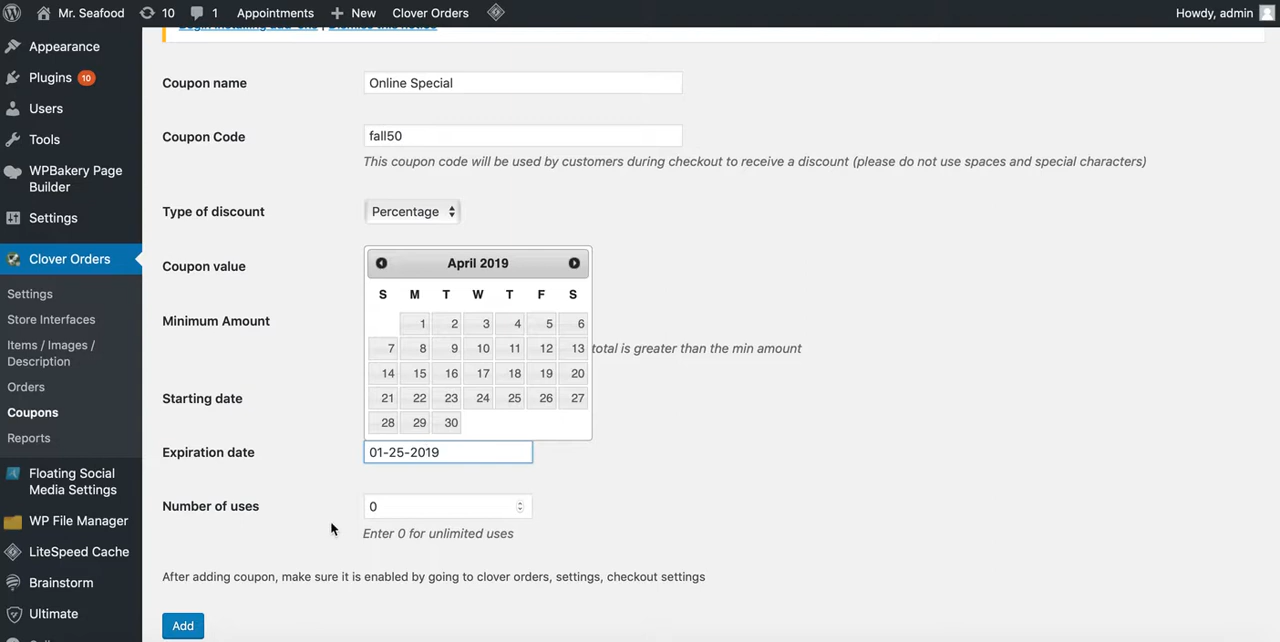 Mr. Seafood 10 1 Appointments New Clover Orders Howdy, admin
Appearance
Plugins 10
Users
Tools
WPBakery Page
Builder
Settings
Clover Orders
Settings
Store Interfaces
Items / Images /
Description
Orders
Coupons
Reports
Floating Social
Media Settings
WP File Manager
LiteSpeed Cache
Brainstorm
Ultimate
Coupon name Online Special
Coupon Code fall50
This coupon code will be used by customers during checkout to receive a discount (please do not use spaces and special characters)
Type of discount Percentage
Coupon value
April 2019
S M T W T F S
1 2 3 4 5 6
7 8 9 10 11 12 13
14 15 16 17 18 19 20
21 22 23 24 25 26 27
28 29 30
Minimum Amount
total is greater than the min amount
Starting date
Expiration date 01-25-2019
Number of uses 0
Enter 0 for unlimited uses
After adding coupon, make sure it is enabled by going to clover orders, settings, checkout settings
Add